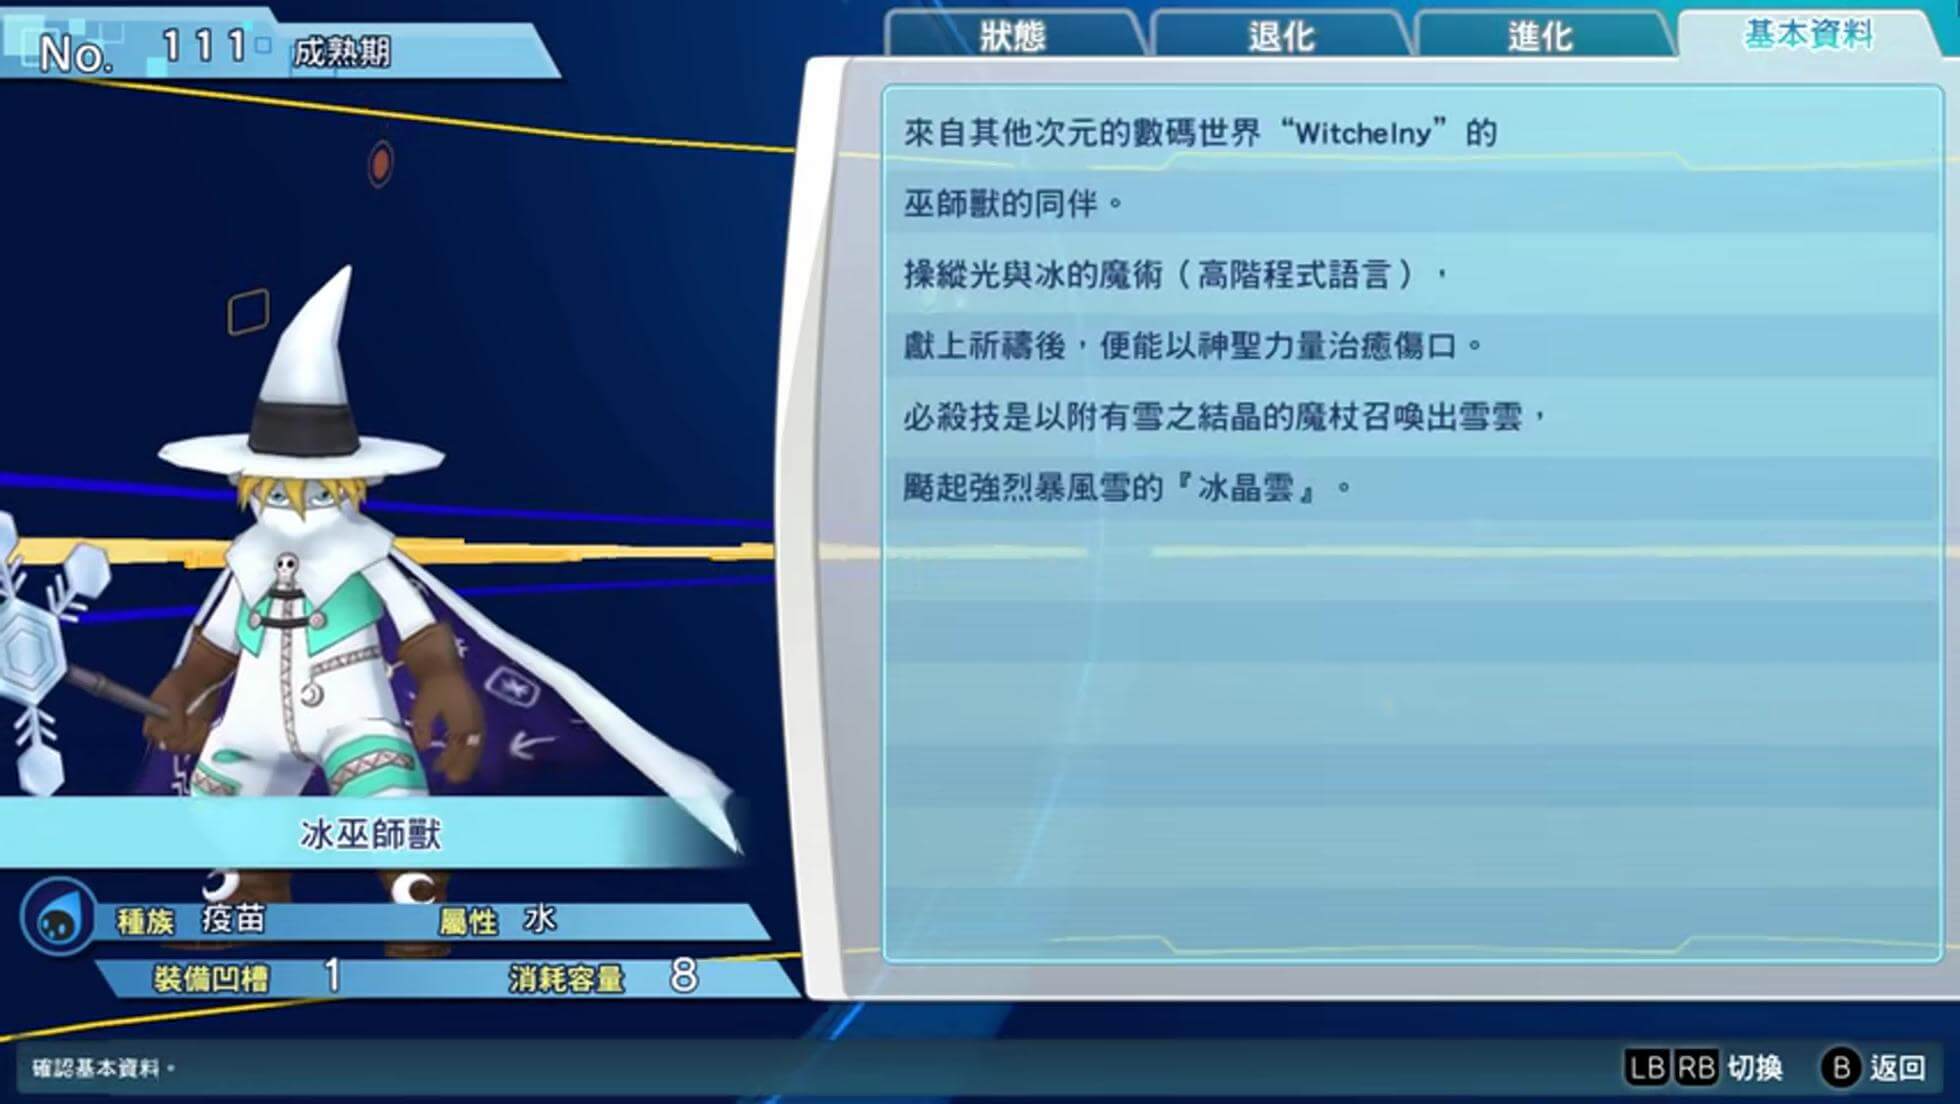 No. 111 成熟期
狀態 退化 進化 基本資料
來自其他次元的數碼世界“Witchelny”的
巫師獸的同伴。
操縱光與冰的魔術（高階程式語言），
獻上祈禱後，便能以神聖力量治癒傷口。
必殺技是以附有雪之結晶的魔杖召喚出雪雲，
颳起強烈暴風雪的『冰晶雲』。
冰巫師獸
種族 疫苗 屬性 水
裝備凹槽 1 消耗容量 8
確認基本資料。
LB RB 切換 B 返回